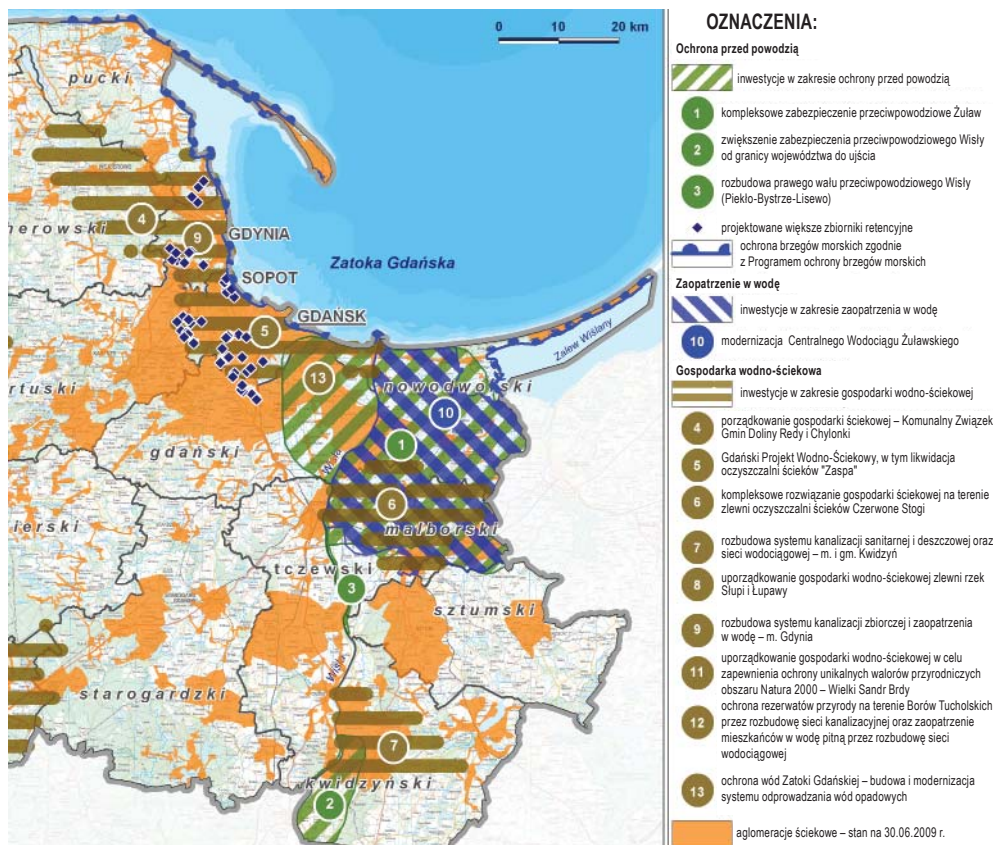 0 10 20 km
pucki
4
herowski
9
GDYNIA
SOPOT
Zatoka Gdańska
GDAŃSK
5
Zalew Wiślany
13
nowodworski
10
1
gdański
Wisła
6
malborski
tczewski
3
sztumski
Wisła
starogardzki
7
kwidzyński
2
OZNACZENIA:
Ochrona przed powodzią
inwestycje w zakresie ochrony przed powodzią
1 kompleksowe zabezpieczenie przeciwpowodziowe Żuław
2 zwiększenie zabezpieczenia przeciwpowodziowego Wisły
od granicy województwa do ujścia
3 rozbudowa prawego wału przeciwpowodziowego Wisły
(Piekło-Bystrze-Lisewo)
projektowane większe zbiorniki retencyjne
ochrona brzegów morskich zgodnie
z Programem ochrony brzegów morskich
Zaopatrzenie w wodę
inwestycje w zakresie zaopatrzenia w wodę
10 modernizacja Centralnego Wodociągu Żuławskiego
Gospodarka wodno-ściekowa
inwestycje w zakresie gospodarki wodno-ściekowej
4 porządkowanie gospodarki ściekowej – Komunalny Związek
Gmin Doliny Redy i Chylonki
5 Gdański Projekt Wodno-Ściekowy, w tym likwidacja
oczyszczalni ścieków "Zaspa"
6 kompleksowe rozwiązanie gospodarki ściekowej na terenie
zlewni oczyszczalni ścieków Czerwone Stogi
7 rozbudowa systemu kanalizacji sanitarnej i deszczowej oraz
sieci wodociągowej – m. i gm. Kwidzyń
8 uporządkowanie gospodarki wodno-ściekowej zlewni rzek
Słupi i Łupawy
9 rozbudowa systemu kanalizacji zbiorczej i zaopatrzenia
w wodę – m. Gdynia
11 uporządkowanie gospodarki wodno-ściekowej w celu
zapewnienia ochrony unikalnych walorów przyrodniczych
obszaru Natura 2000 – Wielki Sandr Brdy
12 ochrona rezerwatów przyrody na terenie Borów Tucholskich
przez rozbudowę sieci kanalizacyjnej oraz zaopatrzenie
mieszkańców w wodę pitną przez rozbudowę sieci
wodociągowej
13 ochrona wód Zatoki Gdańskiej – budowa i modernizacja
systemu odprowadzania wód opadowych
aglomeracje ściekowe – stan na 30.06.2009 r.